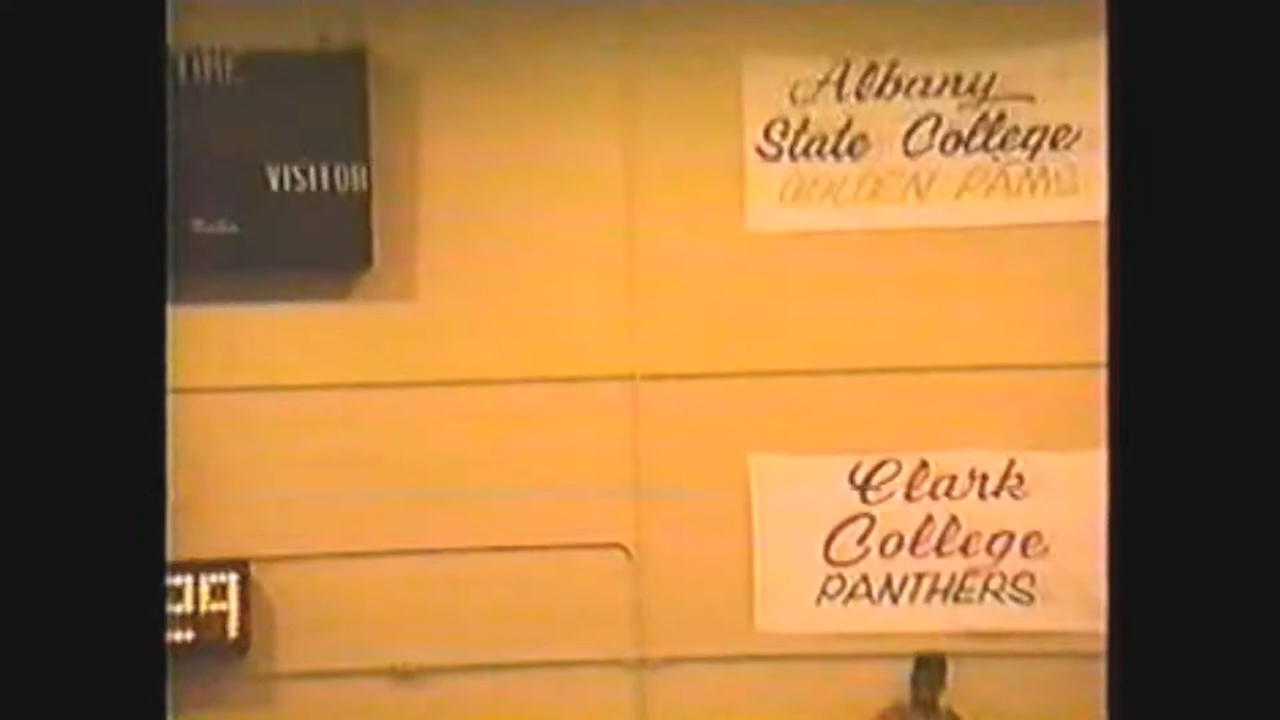 VISITOR
Albany
State College
GOLDEN RAMS
Clark
College
PANTHERS
29